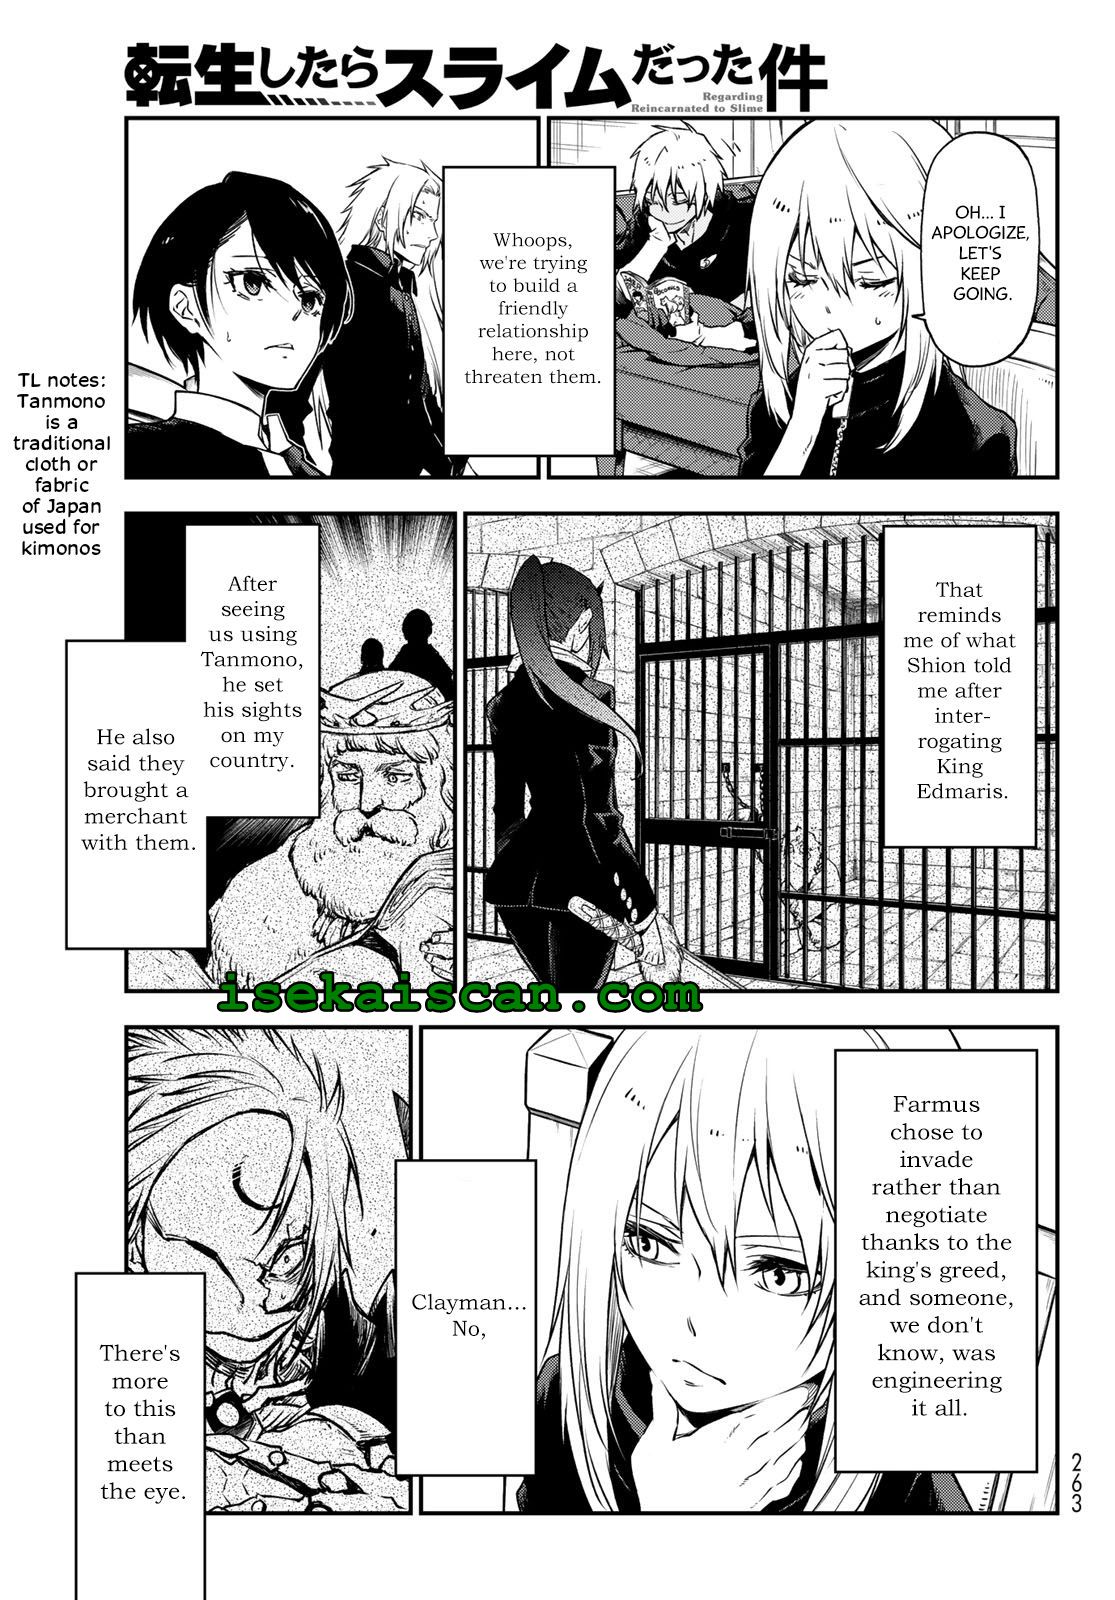 転生したらスライムだった件
Regarding
Reincarnated to Slime
OH... I
APOLOGIZE,
LET'S
KEEP
GOING.
Whoops,
we're trying
to build a
friendly
relationship
here, not
threaten them.
TL notes:
Tanmono
is a
traditional
cloth or
fabric
of Japan
used for
kimonos
That
reminds
me of what
Shion told
me after
inter-
rogating
King
Edmaris.
After
seeing
us using
Tanmono,
he set
his sights
on my
country.
He also
said they
brought a
merchant
with them.
isekaiscan.com
Farmus
chose to
invade
rather than
negotiate
thanks to the
king's greed,
and someone,
we don't
know, was
engineering
it all.
Clayman...
No,
There's
more
to this
than
meets
the eye.
263